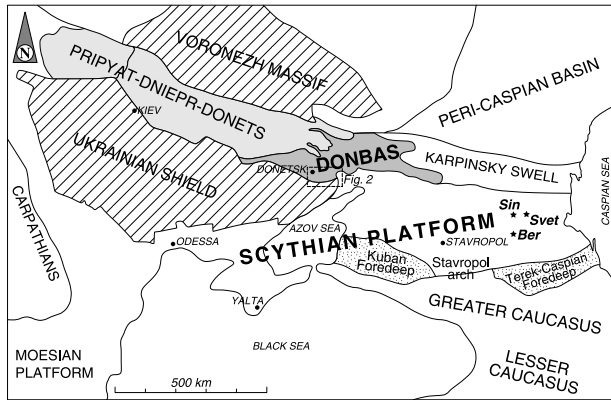 N
VORONEZH MASSIF
PRIPYAT-DNIEPR-DONETS
PERI-CASPIAN BASIN
KIEV
UKRAINIAN SHIELD
DONBAS
DONETSK
Fig. 2
KARPINSKY SWELL
CASPIAN SEA
CARPATHIANS
Sin
Svet
Ber
AZOV SEA
SCYTHIAN PLATFORM
ODESSA
STAVROPOL
Kuban
Foredeep
Stavropol
arch
Terek-Caspian
Foredeep
YALTA
GREATER CAUCASUS
BLACK SEA
MOESIAN
PLATFORM
LESSER
CAUCASUS
500 km